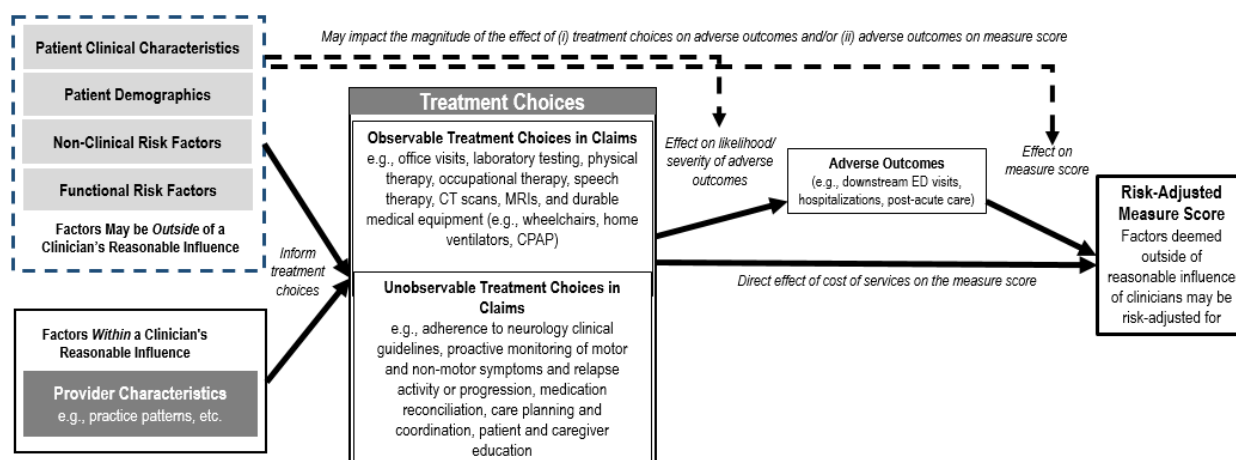 Patient Clinical Characteristics
Patient Demographics
Non-Clinical Risk Factors
Functional Risk Factors
Factors May be Outside of a
Clinician's Reasonable Influence
May impact the magnitude of the effect of (i) treatment choices on adverse outcomes and/or (ii) adverse outcomes on measure score
Inform
treatment
choices
Factors Within a Clinician's
Reasonable Influence
Provider Characteristics
e.g., practice patterns, etc.
Treatment Choices
Observable Treatment Choices in Claims
e.g., office visits, laboratory testing, physical
therapy, occupational therapy, speech
therapy, CT scans, MRIs, and durable
medical equipment (e.g., wheelchairs, home
ventilators, CPAP)
Unobservable Treatment Choices in
Claims
e.g., adherence to neurology clinical
guidelines, proactive monitoring of motor
and non-motor symptoms and relapse
activity or progression, medication
reconciliation, care planning and
coordination, patient and caregiver
education
Effect on likelihood/
severity of adverse
outcomes
Adverse Outcomes
(e.g., downstream ED visits,
hospitalizations, post-acute care)
Effect on
measure score
Direct effect of cost of services on the measure score
Risk-Adjusted
Measure Score
Factors deemed
outside of
reasonable influence
of clinicians may be
risk-adjusted for